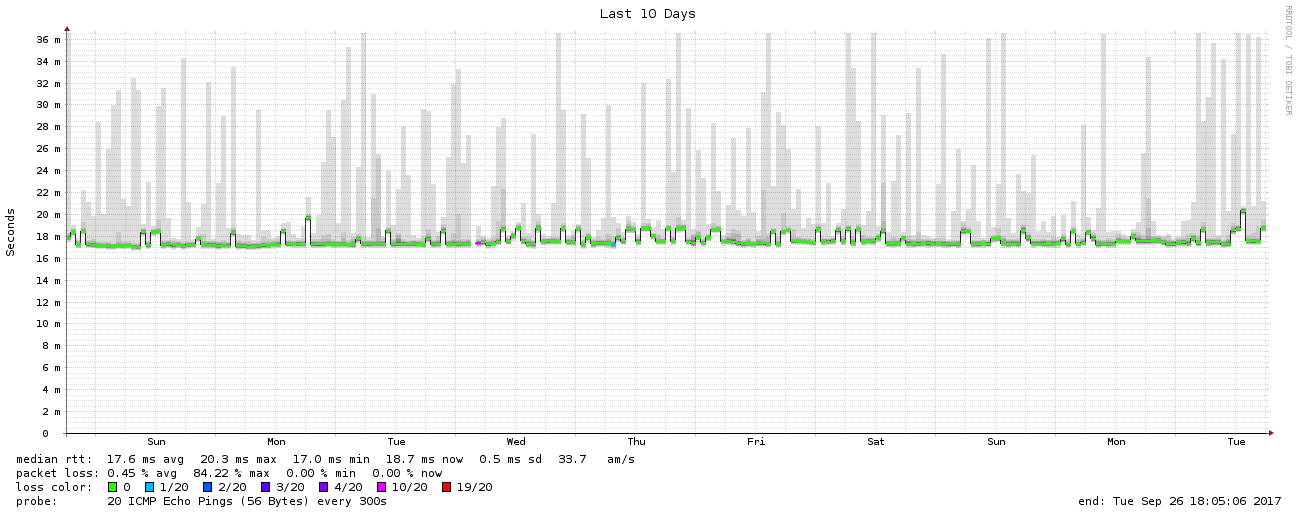 Last 10 Days
RRDTOOL / TOBI OETIKER
Seconds
36 m
34 m
32 m
30 m
28 m
26 m
24 m
22 m
20 m
18 m
16 m
14 m
12 m
10 m
8 m
6 m
4 m
2 m
0
Sun Mon Tue Wed Thu Fri Sat Sun Mon Tue
median rtt: 17.6 ms avg 20.3 ms max 17.0 ms min 18.7 ms now 0.5 ms sd 33.7 am/s
packet loss: 0.45 % avg 84.22 % max 0.00 % min 0.00 % now
loss color: 0 1/20 2/20 3/20 4/20 10/20 19/20
probe: 20 ICMP Echo Pings (56 Bytes) every 300s end: Tue Sep 26 18:05:06 2017